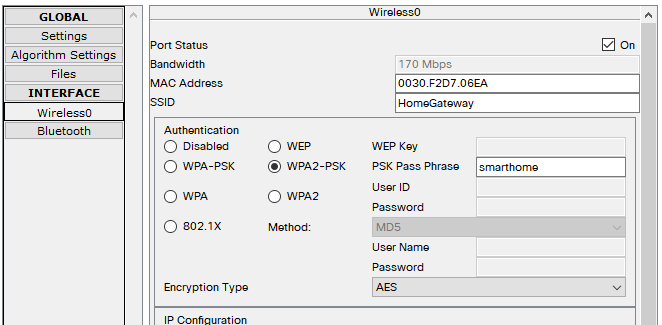 GLOBAL
Settings
Algorithm Settings
Files
INTERFACE
Wireless0
Bluetooth
Wireless0
Port Status On
Bandwidth 170 Mbps
MAC Address 0030.F2D7.06EA
SSID HomeGateway
Authentication
Disabled WEP WEP Key
WPA-PSK WPA2-PSK PSK Pass Phrase smarthome
User ID
WPA WPA2 Password
802.1X Method: MD5
User Name
Password
Encryption Type AES
IP Configuration